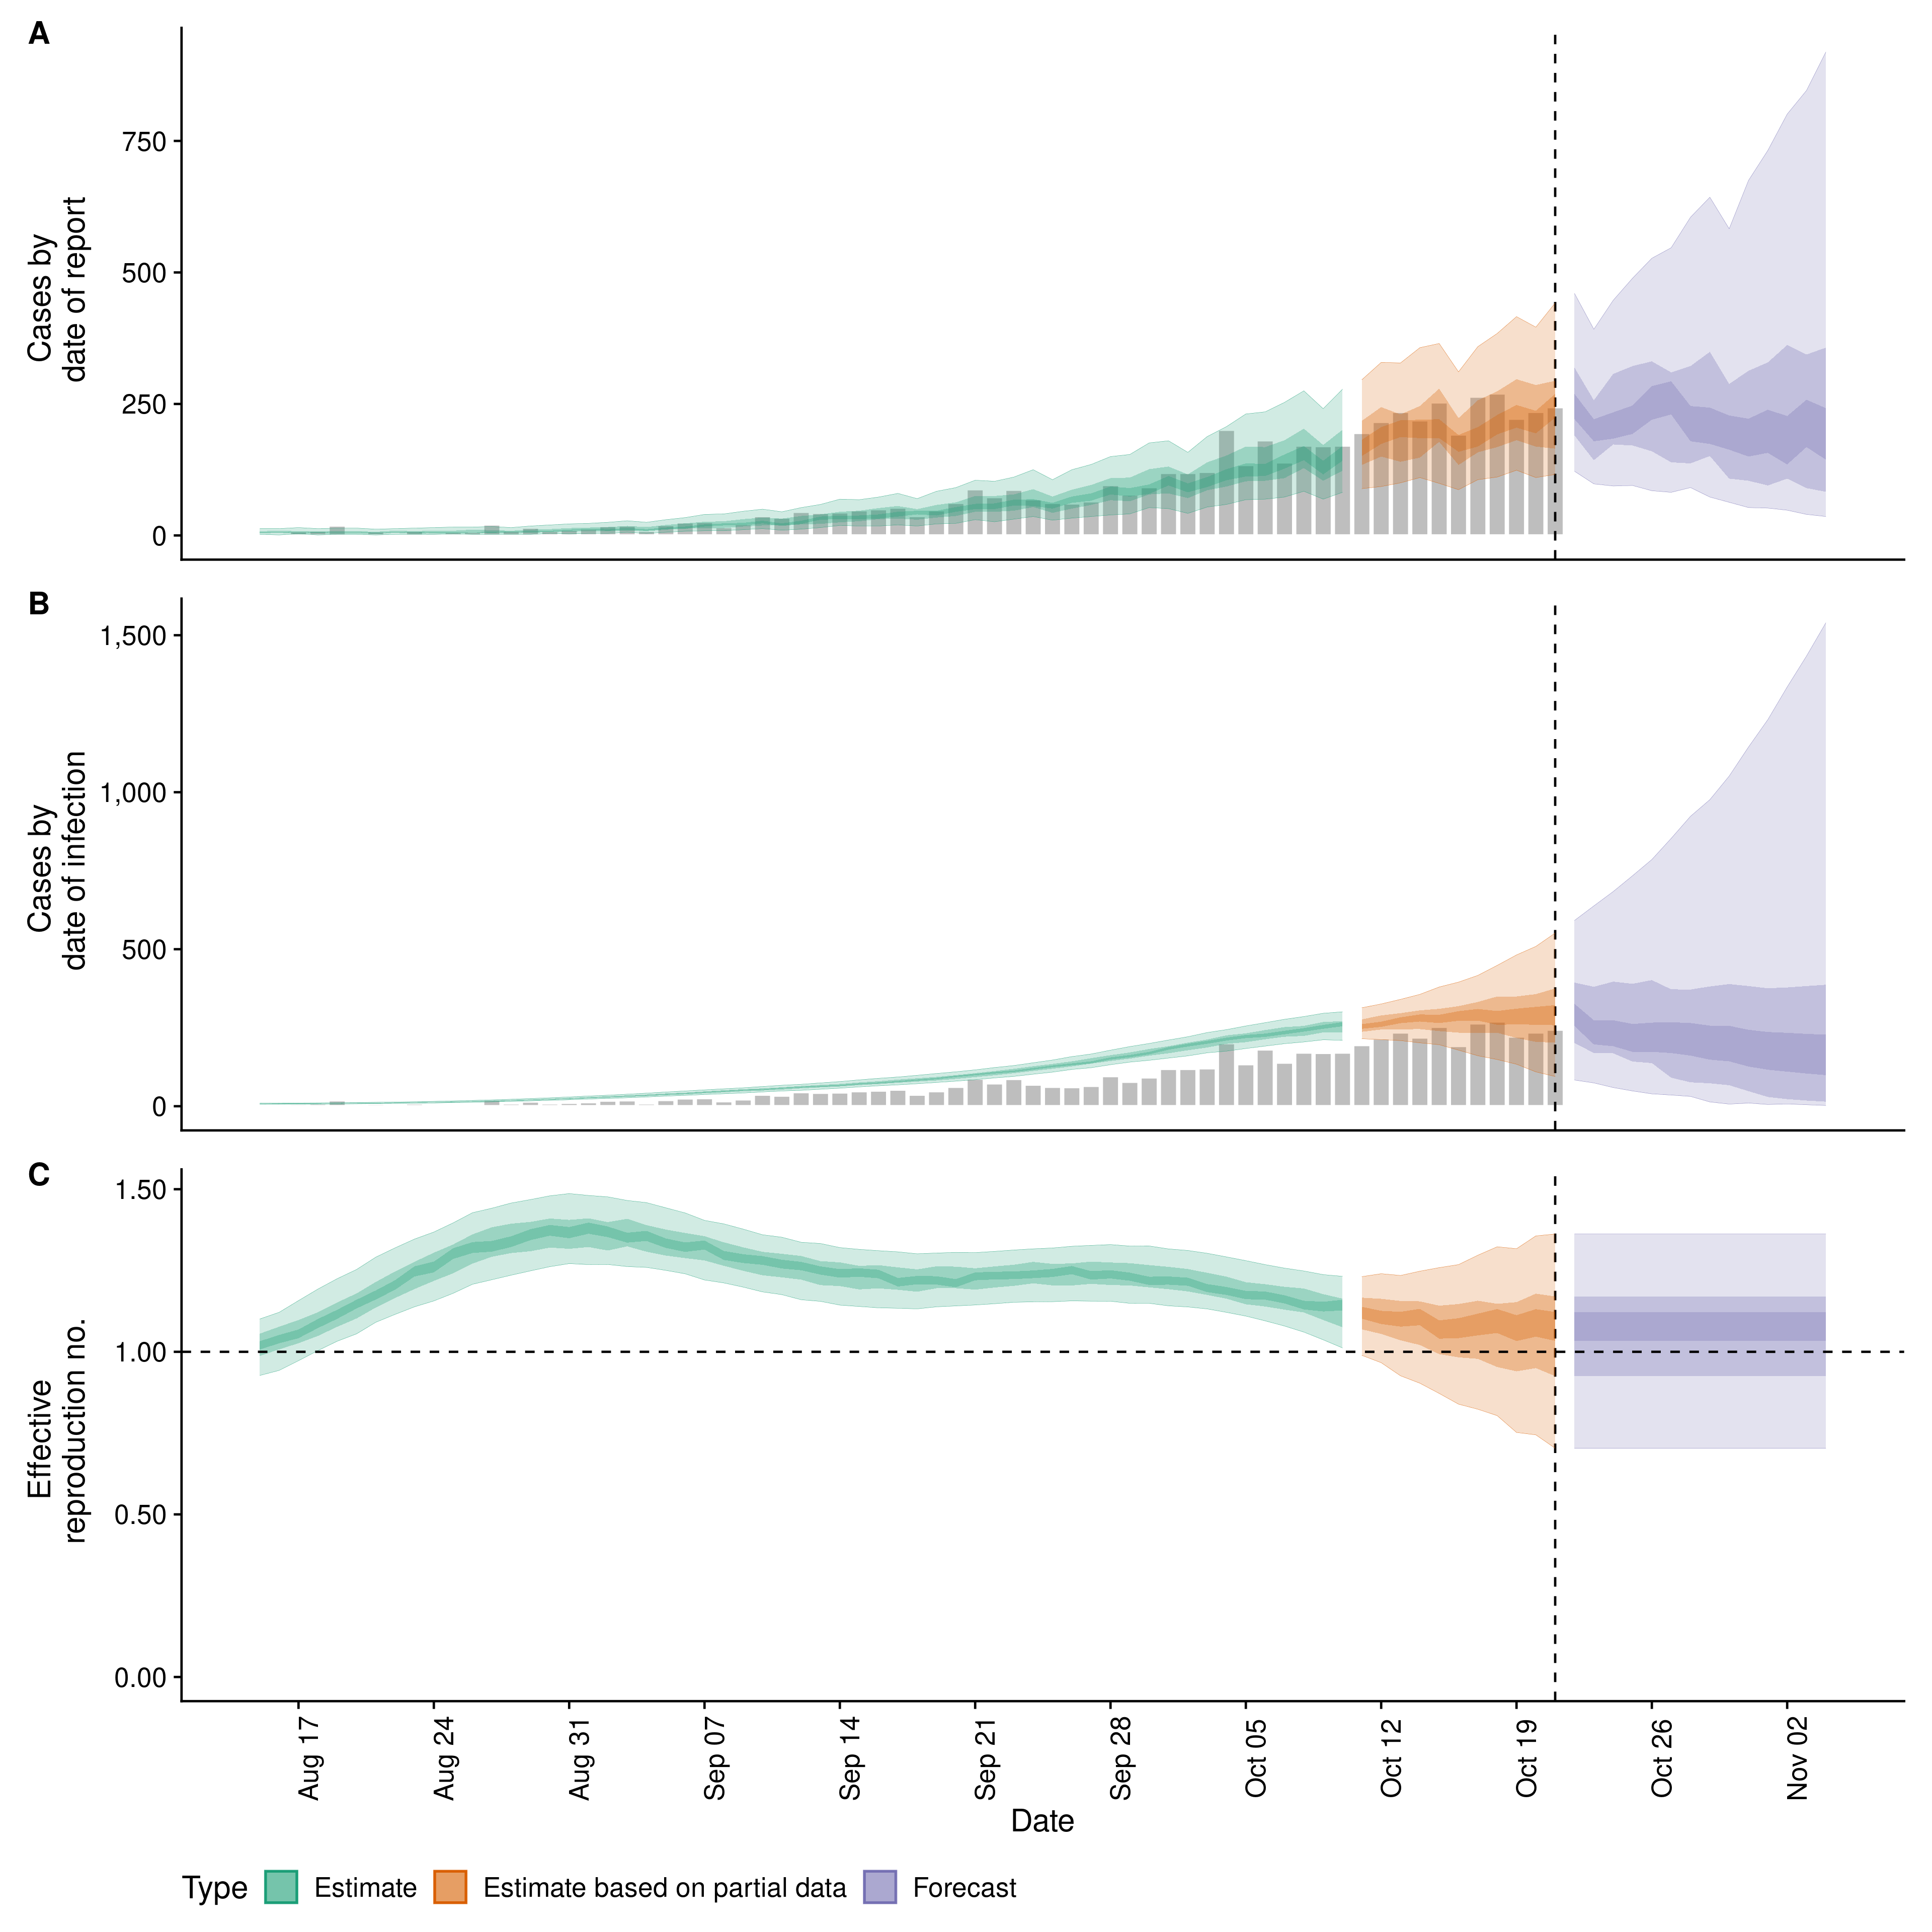 A
Cases by
date of report
750
500
250
0
B
Cases by
date of infection
1,500
1,000
500
0
C
Effective
reproduction no.
1.50
1.00
0.50
0.00
Aug 17
Aug 24
Aug 31
Sep 07
Sep 14
Sep 21
Sep 28
Oct 05
Oct 12
Oct 19
Oct 26
Nov 02
Date
Type Estimate Estimate based on partial data Forecast